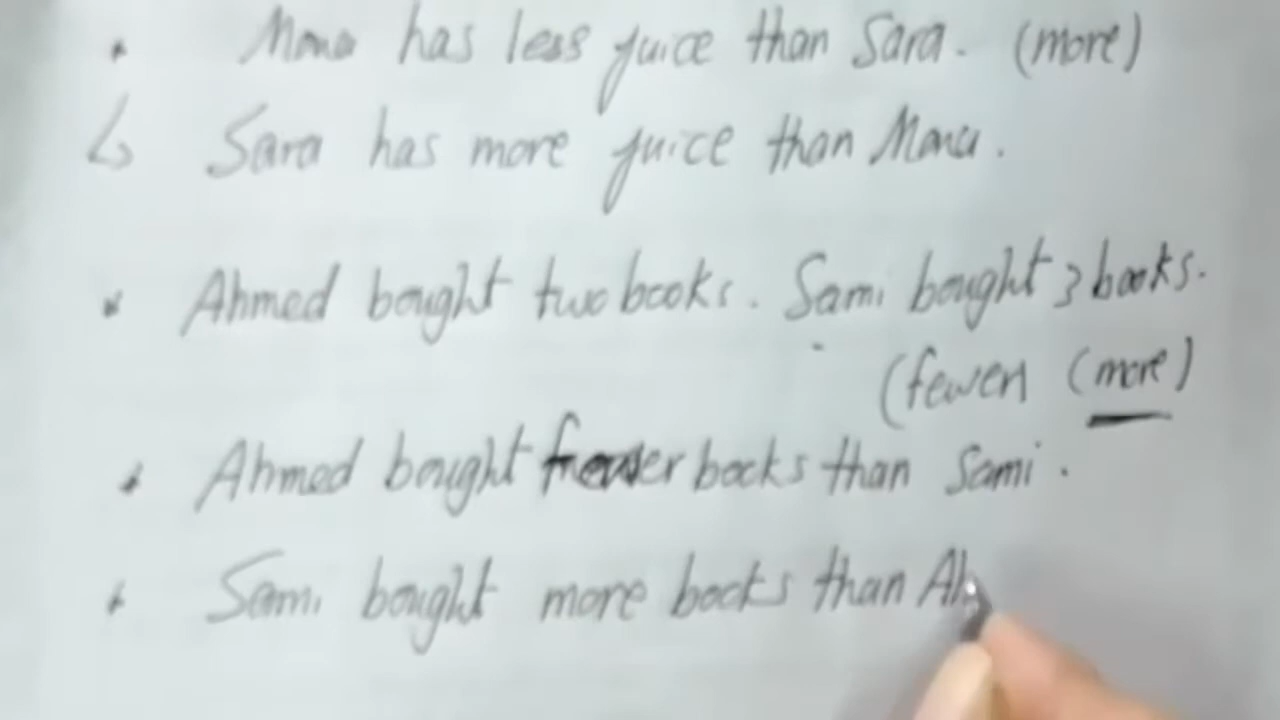 Mona has less juice than Sara. (more)
Sara has more juice than Mona.
Ahmed bought two books. Sami bought 3 books.
(fewer (more)
Ahmed bought fewer books than Sami.
Sami bought more books than Ah